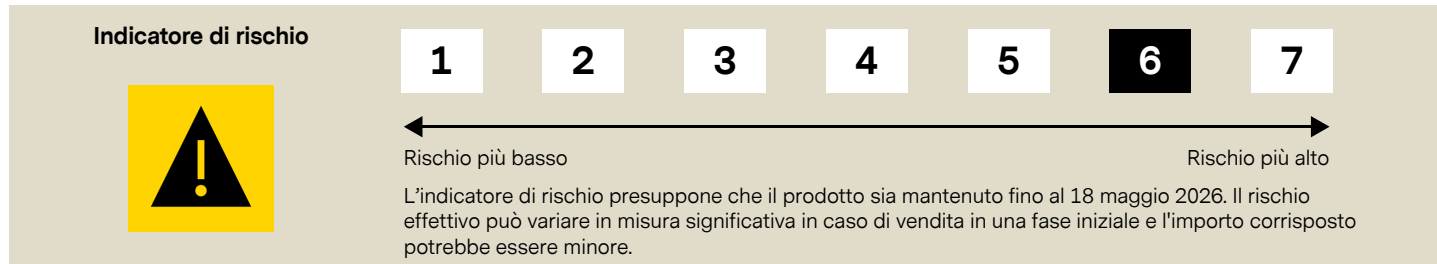 Indicatore di rischio
1 2 3 4 5 6 7
Rischio più basso Rischio più alto
L'indicatore di rischio presuppone che il prodotto sia mantenuto fino al 18 maggio 2026. Il rischio
effettivo può variare in misura significativa in caso di vendita in una fase iniziale e l'importo corrisposto
potrebbe essere minore.